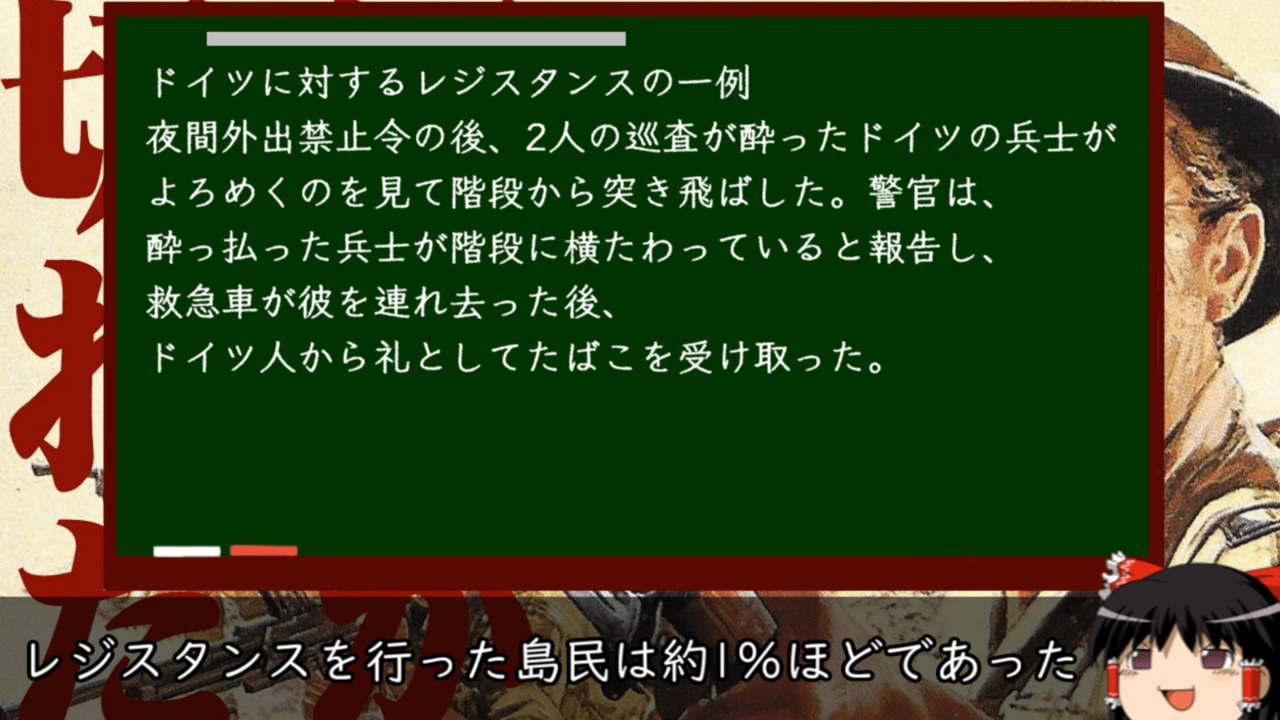 ドイツに対するレジスタンスの一例
夜間外出禁止令の後、2人の巡査が酔ったドイツの兵士が
よろめくのを見て階段から突き飛ばした。警官は、
酔っ払った兵士が階段に横たわっていると報告し、
救急車が彼を連れ去った後、
ドイツ人から礼としてたばこを受け取った。
レジスタンスを行った島民は約1%ほどであった
切れた